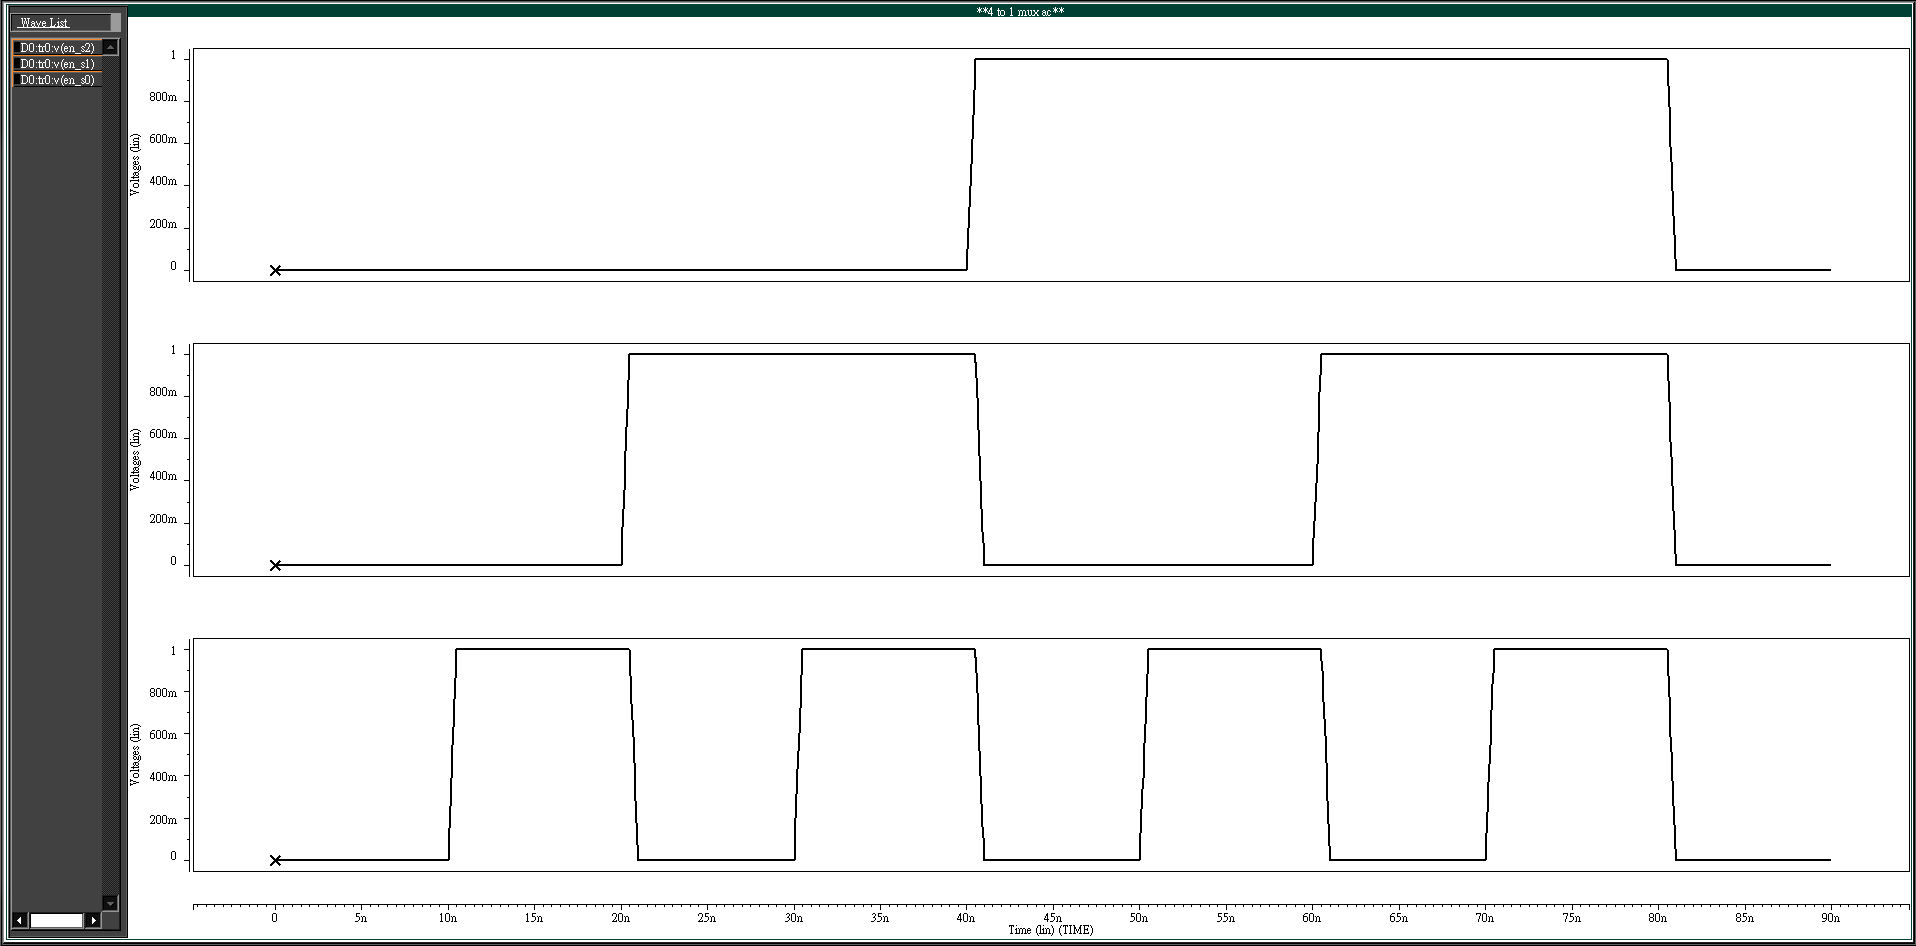 **4 to 1 mux ac**
Wave List
D0:tr0:v(en_s2)
D0:tr0:v(en_s1)
D0:tr0:v(en_s0)
Voltages (lin)
1
800m
600m
400m
200m
0
Voltages (lin)
1
800m
600m
400m
200m
0
Voltages (lin)
1
800m
600m
400m
200m
0
0 5n 10n 15n 20n 25n 30n 35n 40n 45n 50n 55n 60n 65n 70n 75n 80n 85n 90n
Time (lin) (TIME)